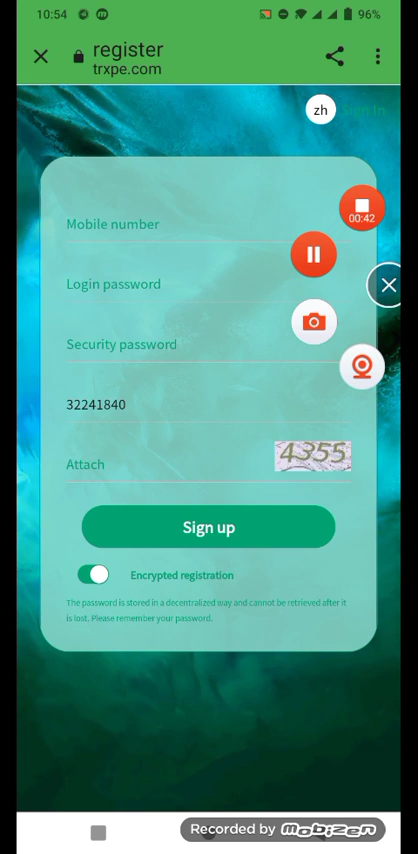 10:54
96%
register
trxpe.com
zh Sign In
Mobile number
00:42
Login password
Security password
32241840
Attach 4355
Sign up
Encrypted registration
The password is stored in a decentralized way and cannot be retrieved after it
is lost. Please remember your password.
Recorded by MOBIZEN